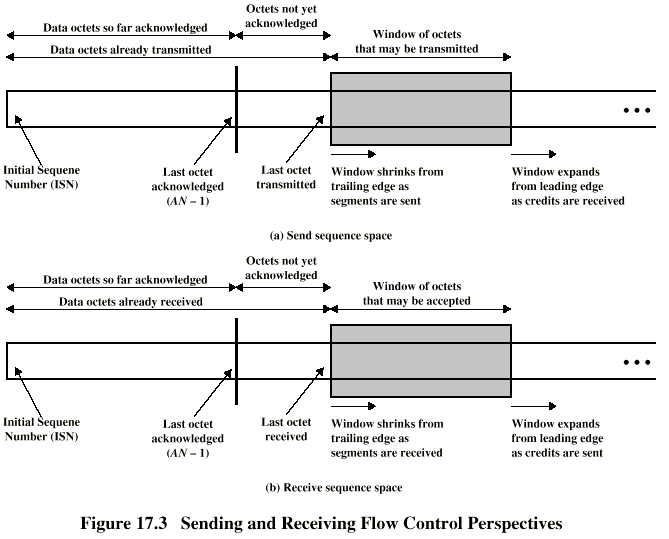 Data octets so far acknowledged
Octets not yet
acknowledged
Data octets already transmitted
Window of octets
that may be transmitted
• • •
Initial Sequene
Number (ISN)
Last octet
acknowledged
(AN – 1)
Last octet
transmitted
Window shrinks from
trailing edge as
segments are sent
Window expands
from leading edge
as credits are received
(a) Send sequence space
Data octets so far acknowledged
Octets not yet
acknowledged
Data octets already received
Window of octets
that may be accepted
• • •
Initial Sequene
Number (ISN)
Last octet
acknowledged
(AN – 1)
Last octet
received
Window shrinks from
trailing edge as
segments are received
Window expands
from leading edge
as credits are sent
(b) Receive sequence space
Figure 17.3 Sending and Receiving Flow Control Perspectives